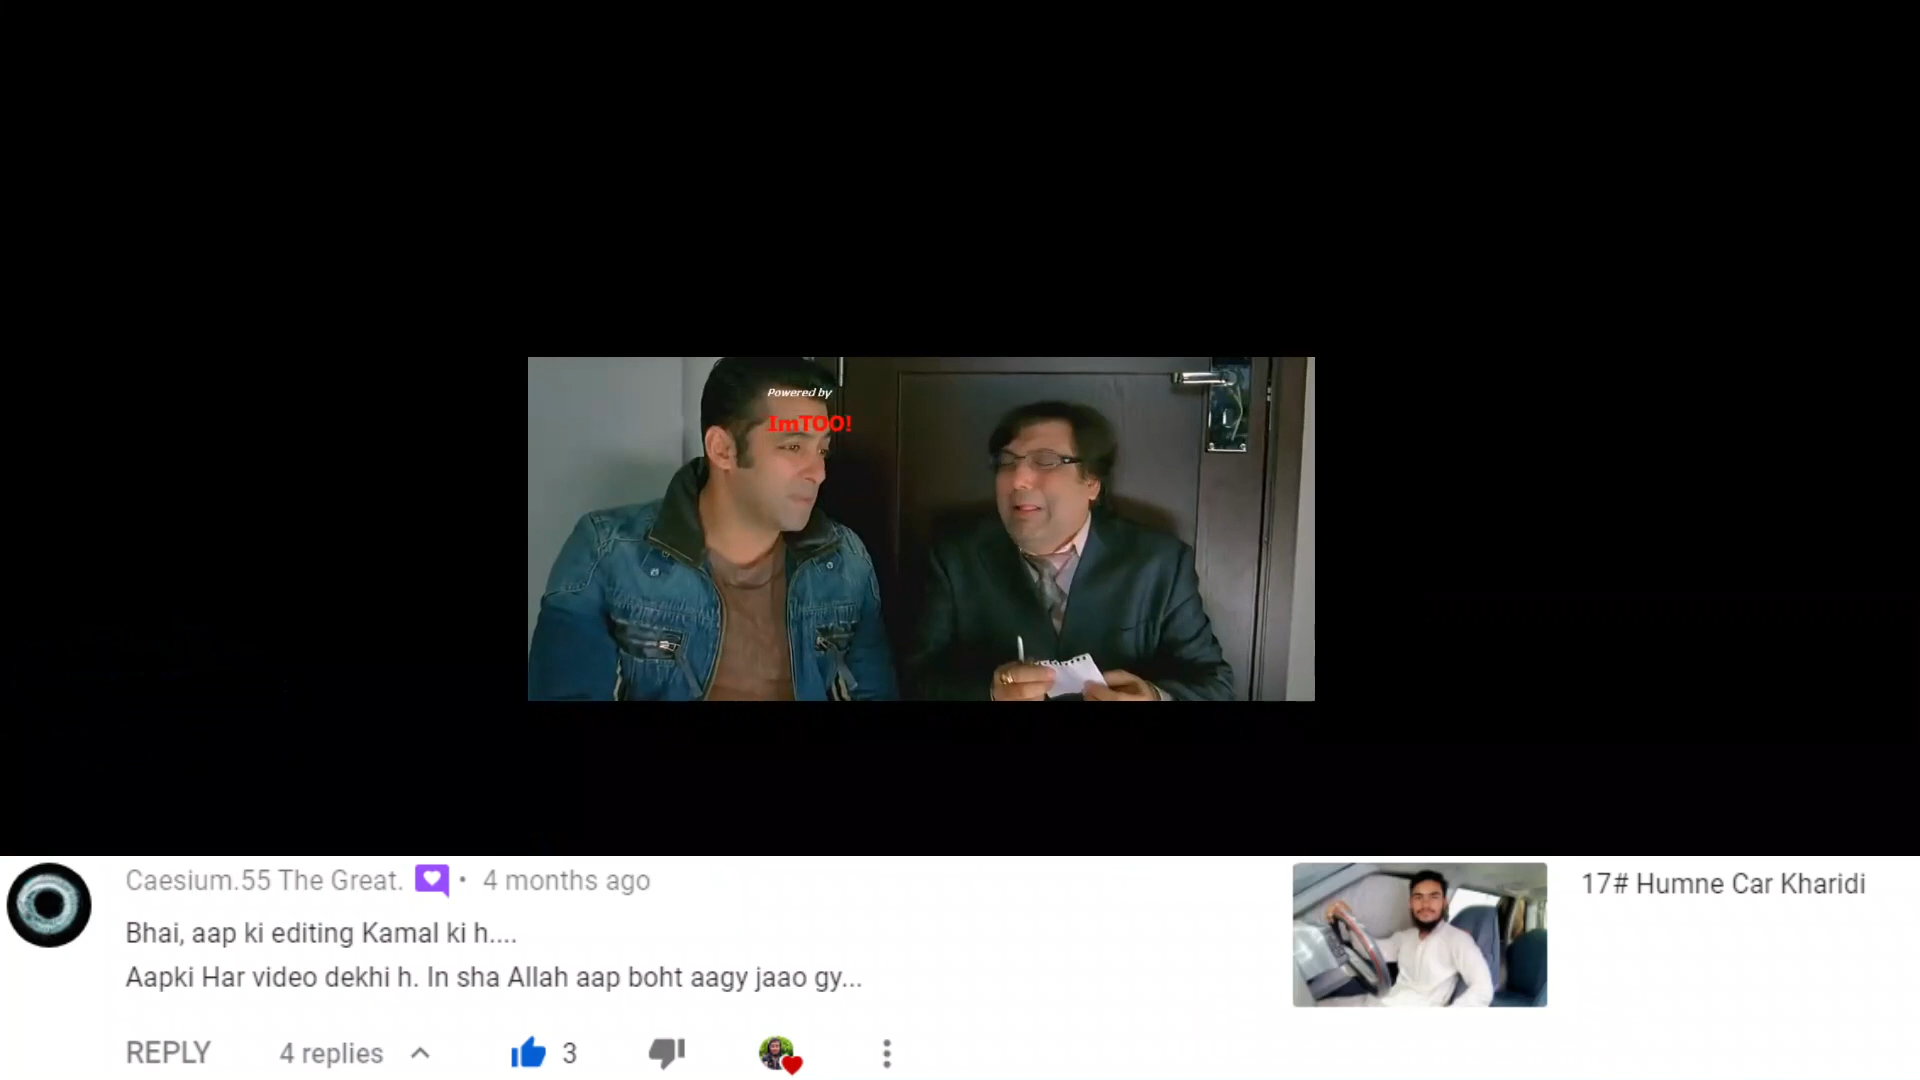 Powered by
ImTOO!
Caesium.55 The Great. • 4 months ago
17# Humne Car Kharidi
Bhai, aap ki editing Kamal ki h....
Aapki Har video dekhi h. In sha Allah aap boht aagy jaao gy...
REPLY 4 replies 3